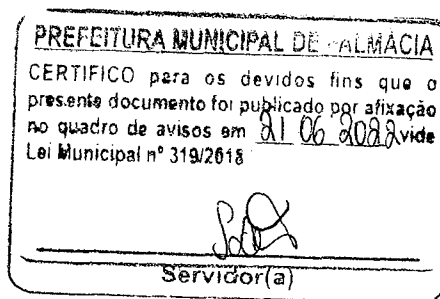 PREFEITURA MUNICIPAL DE PALMÁCIA
CERTIFICO para os devidos fins que o
presente documento foi publicado por afixação
no quadro de avisos em 21 06 2022 vide
Lei Municipal nº 319/2018
Servidor(a)